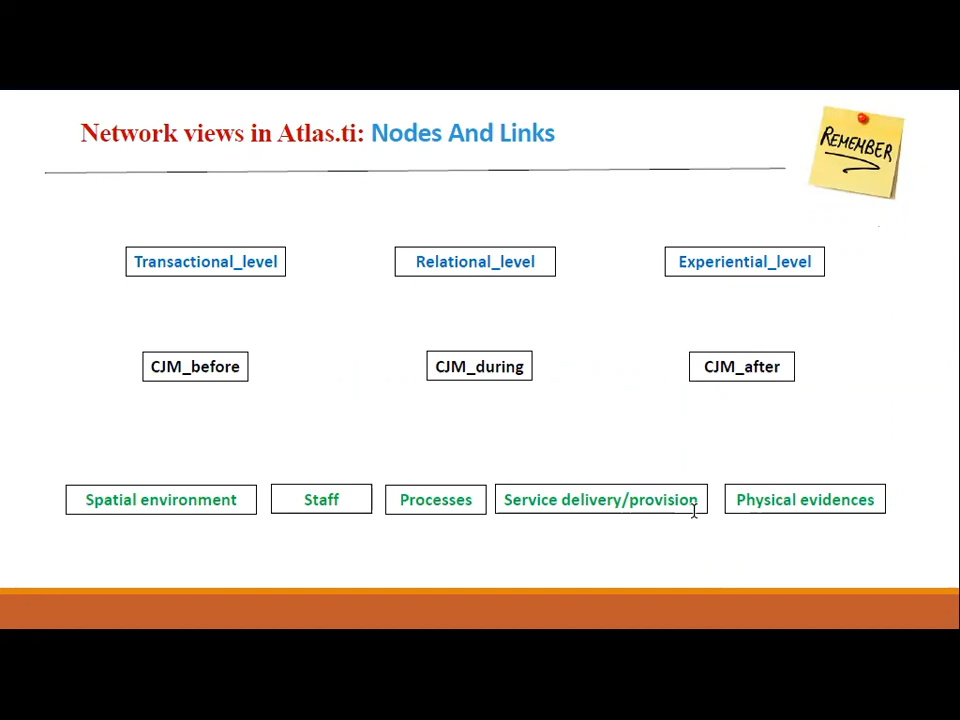 Network views in Atlas.ti: Nodes And Links
REMEMBER
Transactional_level
Relational_level
Experiential_level
CJM_before
CJM_during
CJM_after
Spatial environment
Staff
Processes
Service delivery/provision
Physical evidences